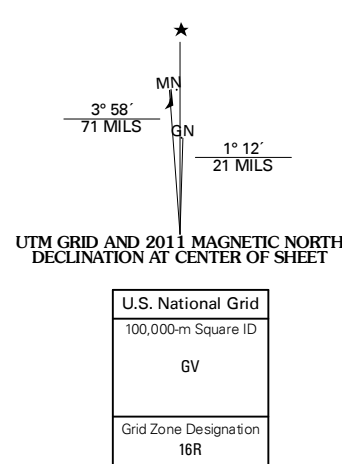 ★
MN
3° 58´
71 MILS
GN
1° 12´
21 MILS
UTM GRID AND 2011 MAGNETIC NORTH
DECLINATION AT CENTER OF SHEET
U.S. National Grid
100,000-m Square ID
GV
Grid Zone Designation
16R